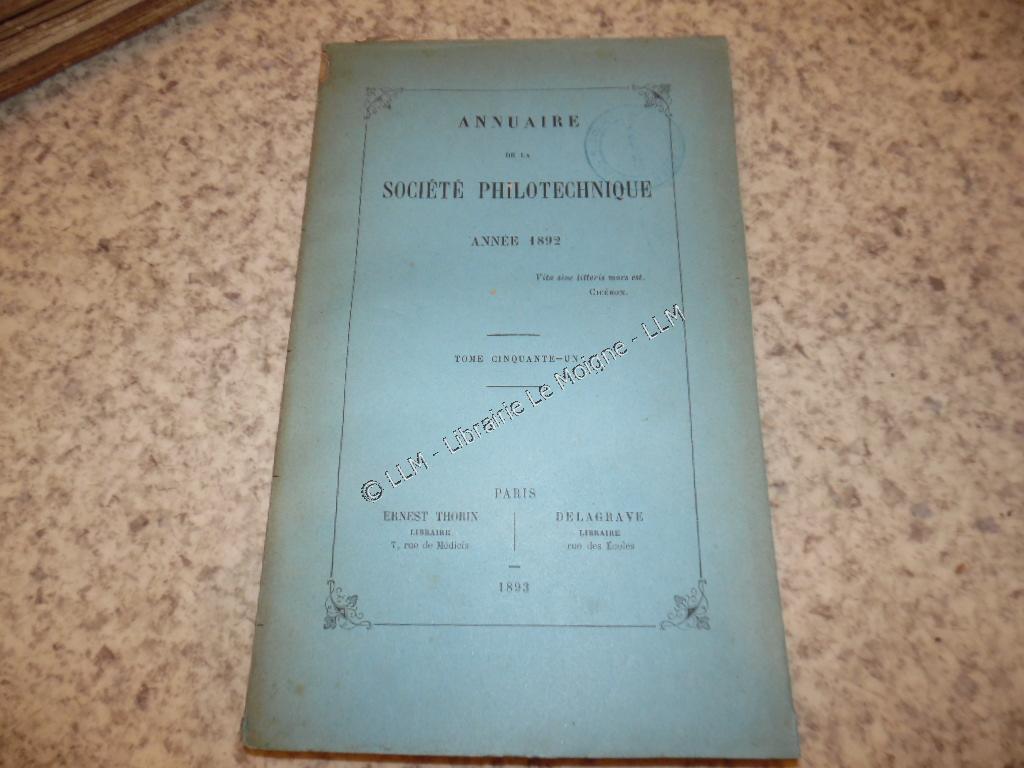 ANNUAIRE
DE LA
SOCIÉTÉ PHILOTECHNIQUE
ANNÉE 1892
Vita sine litteris mors est.
CICÉRON.
TOME CINQUANTE-UN
© LLM - Librairie Le Moigne - LLM
PARIS
ERNEST THORIN
LIBRAIRE
7, rue de Médicis
DELAGRAVE
LIBRAIRE
rue des Écoles
1893